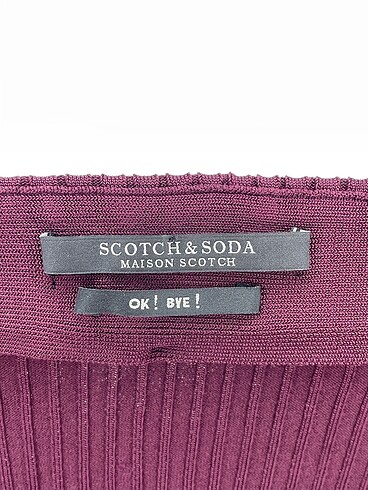 SCOTCH & SODA
MAISON SCOTCH
OK! BYE!